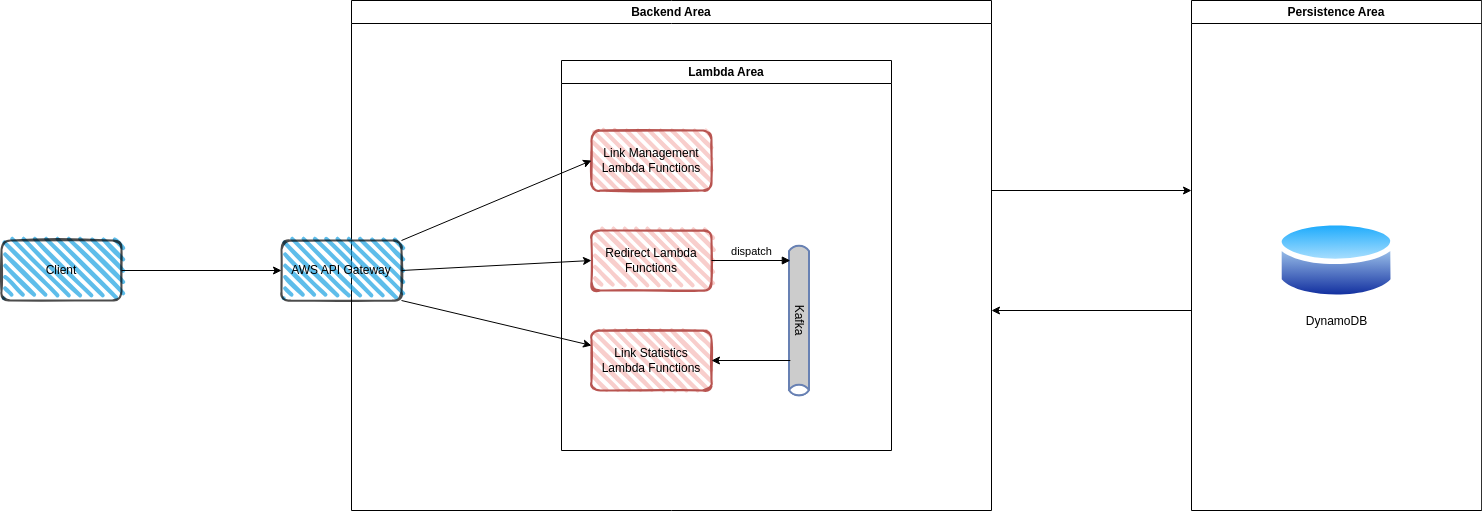 Backend Area
Persistence Area
Lambda Area
Link Management
Lambda Functions
Client
AWS API Gateway
Redirect Lambda
Functions
dispatch
Kafka
Link Statistics
Lambda Functions
DynamoDB